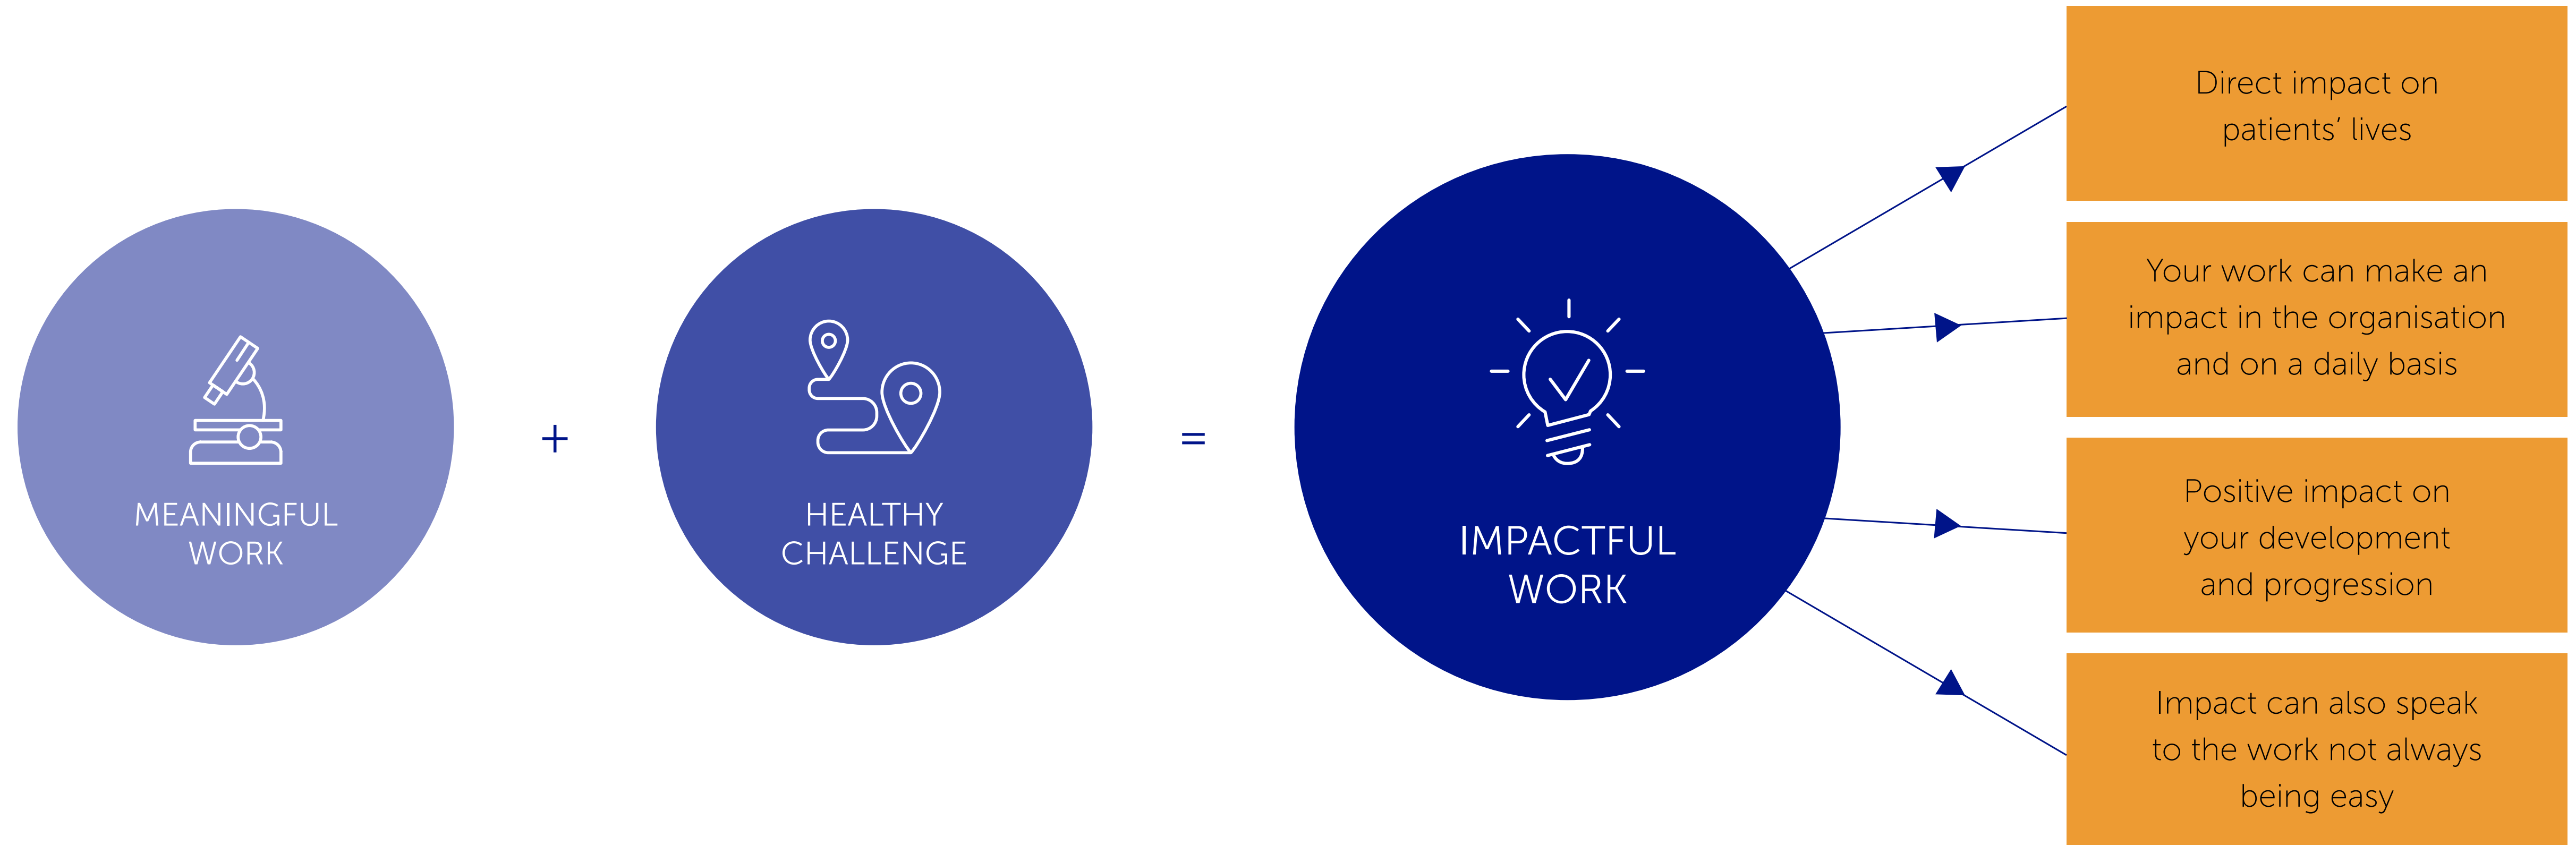 MEANINGFUL
WORK
+
HEALTHY
CHALLENGE
=
IMPACTFUL
WORK
Direct impact on
patients’ lives
Your work can make an
impact in the organisation
and on a daily basis
Positive impact on
your development
and progression
Impact can also speak
to the work not always
being easy